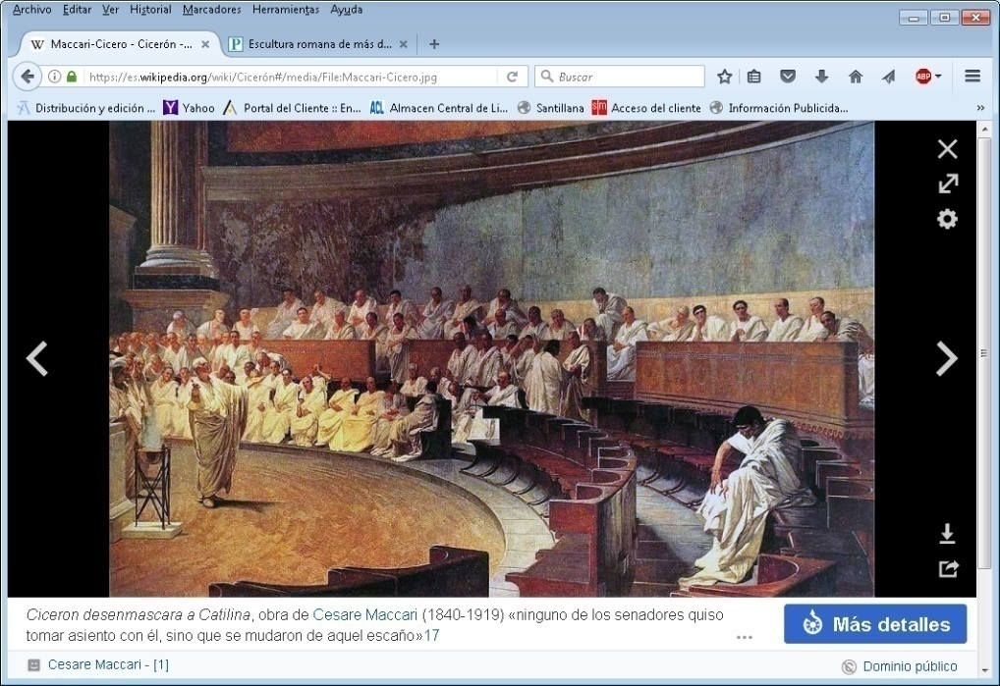 Archivo Editar Ver Historial Marcadores Herramientas Ayuda
W Maccari-Cicero - Cicerón -... × P Escultura romana de más d... × +
https://es.wikipedia.org/wiki/Cicerón#/media/File:Maccari-Cicero.jpg Buscar ABP
Distribución y edición ... Y Yahoo Portal del Cliente :: En... ACL Almacen Central de Li... Santillana sm Acceso del cliente Información Publicida... »
Ciceron desenmascara a Catilina, obra de Cesare Maccari (1840-1919) «ninguno de los senadores quiso
tomar asiento con él, sino que se mudaron de aquel escaño»17
... Más detalles
Cesare Maccari - [1] Dominio público